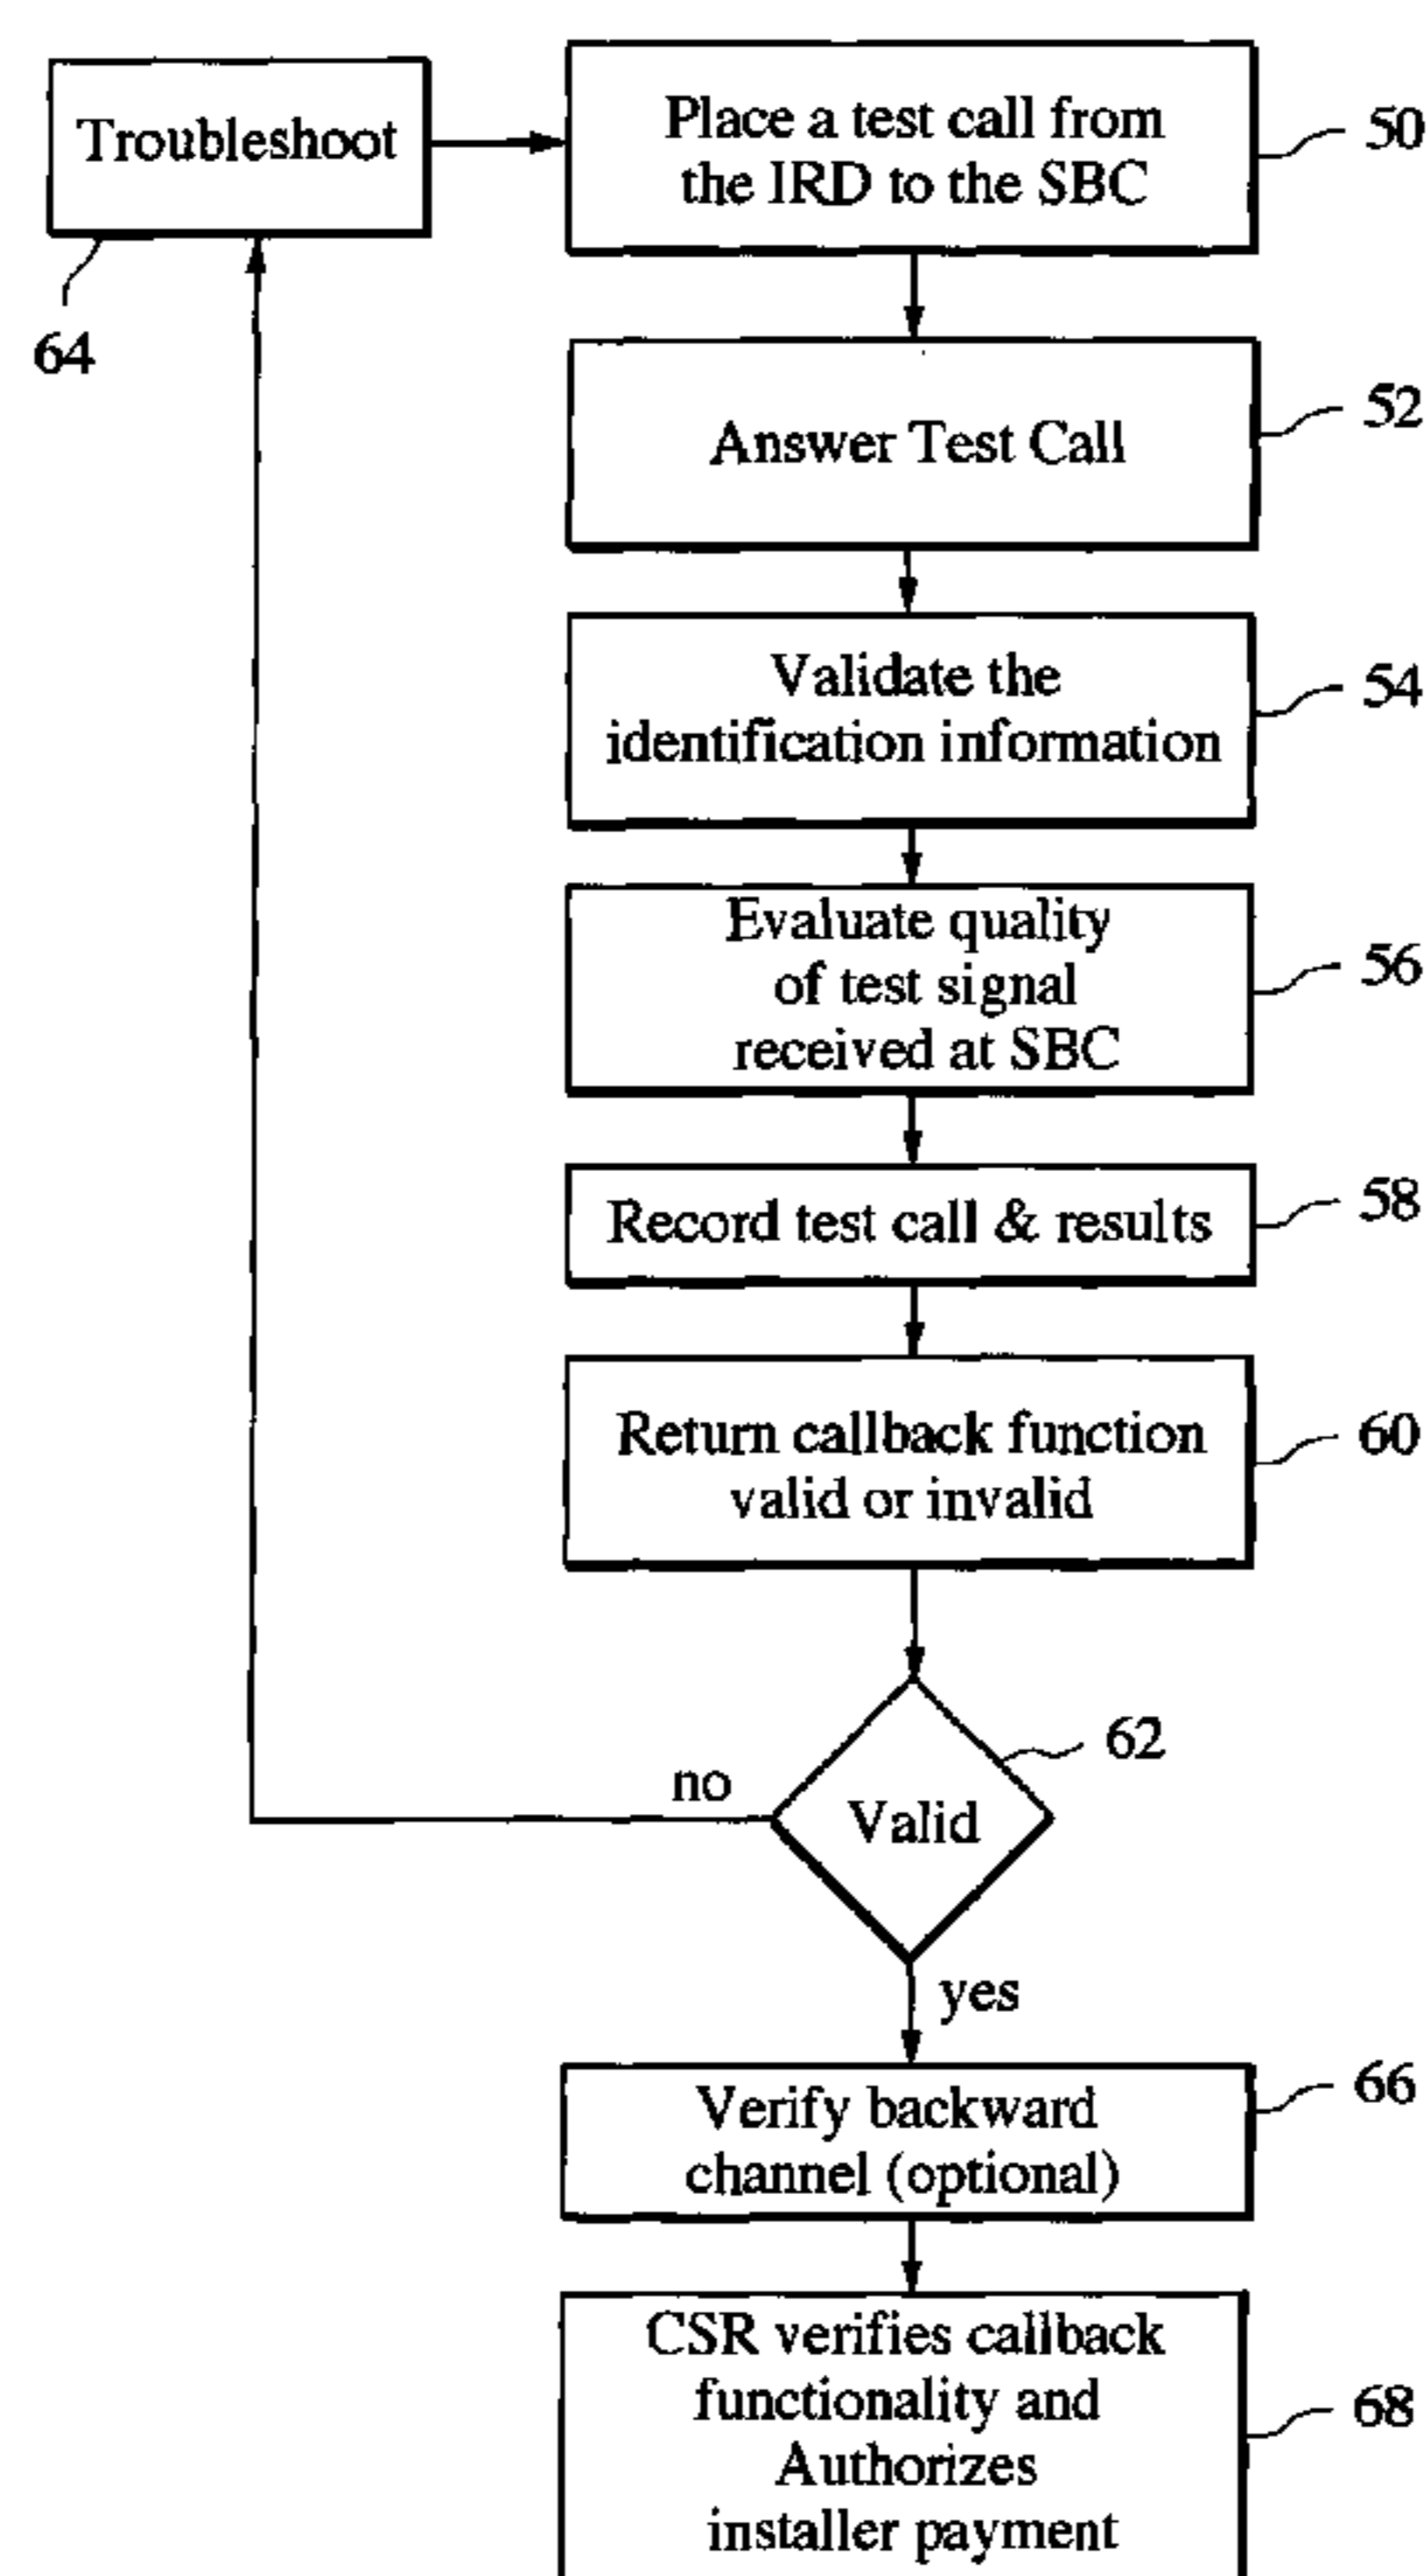 Troubleshoot
64
Place a test call from
the IRD to the SBC
50
Answer Test Call
52
Validate the
identification information
54
Evaluate quality
of test signal
received at SBC
56
Record test call & results
58
Return callback function
valid or invalid
60
Valid
62
no
yes
Verify backward
channel (optional)
66
CSR verifies callback
functionality and
Authorizes
installer payment
68